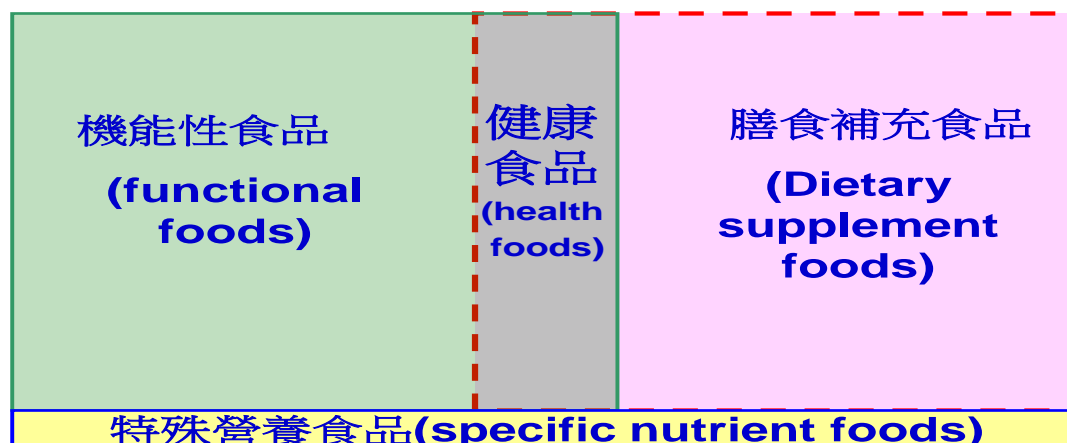 機能性食品
(functional
foods)
健康
食品
(health
foods)
膳食補充食品
(Dietary
supplement
foods)
特殊營養食品(specific nutrient foods)